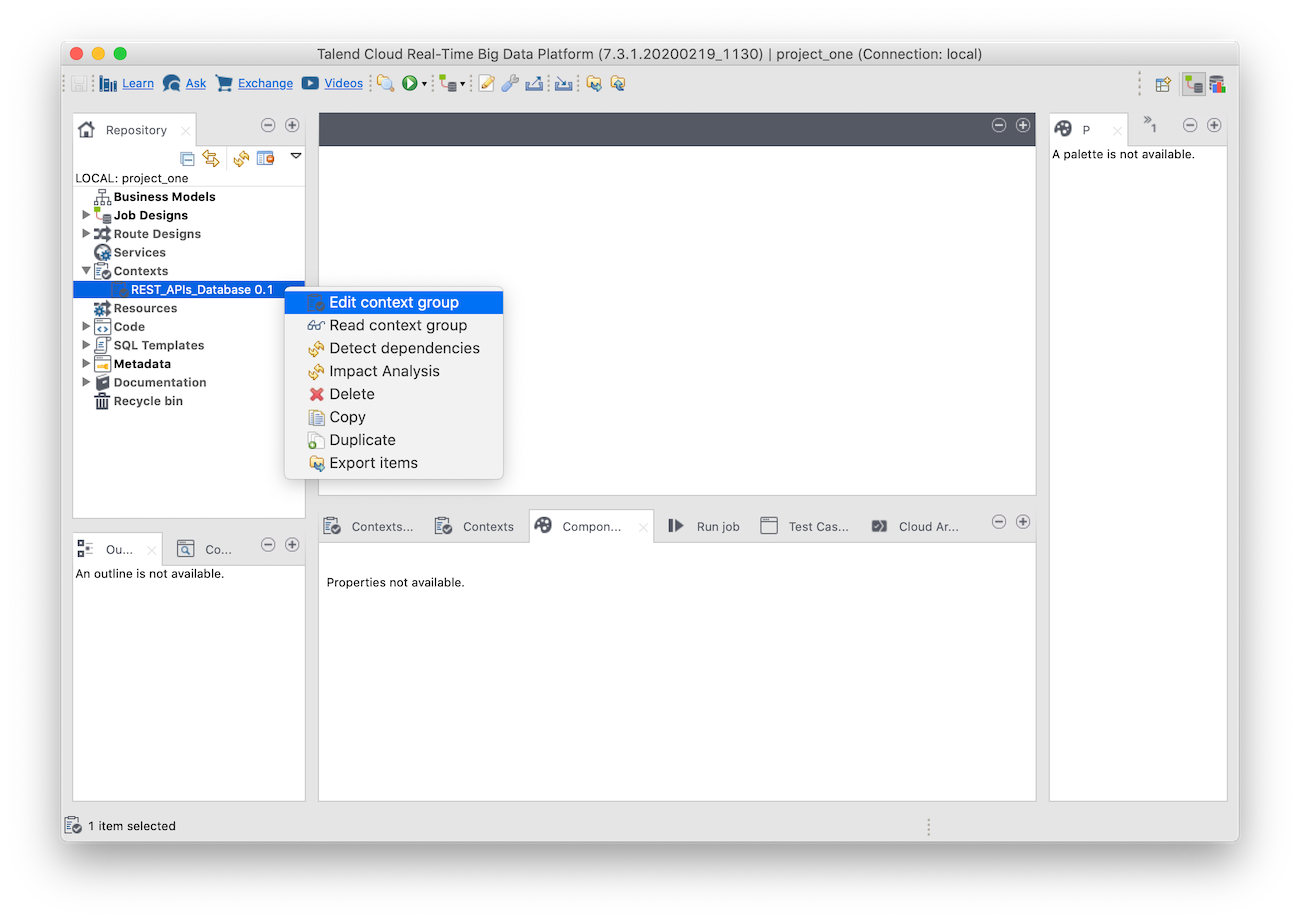 Talend Cloud Real-Time Big Data Platform (7.3.1.20200219_1130) | project_one (Connection: local)
Learn Ask Exchange Videos
Repository
LOCAL: project_one
Business Models
Job Designs
Route Designs
Services
Contexts
REST_APIs_Database 0.1
Resources
Code
SQL Templates
Metadata
Documentation
Recycle bin
Edit context group
Read context group
Detect dependencies
Impact Analysis
Delete
Copy
Duplicate
Export items
P
1
A palette is not available.
Ou...
Co...
An outline is not available.
Contexts...
Contexts
Compon...
Run job
Test Cas...
Cloud Ar...
Properties not available.
1 item selected